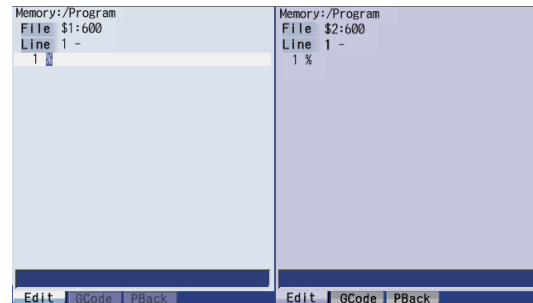 Memory:/Program
File $1:600
Line 1 -
1 %
Edit GCode PBack
Memory:/Program
File $2:600
Line 1 -
1 %
Edit GCode PBack